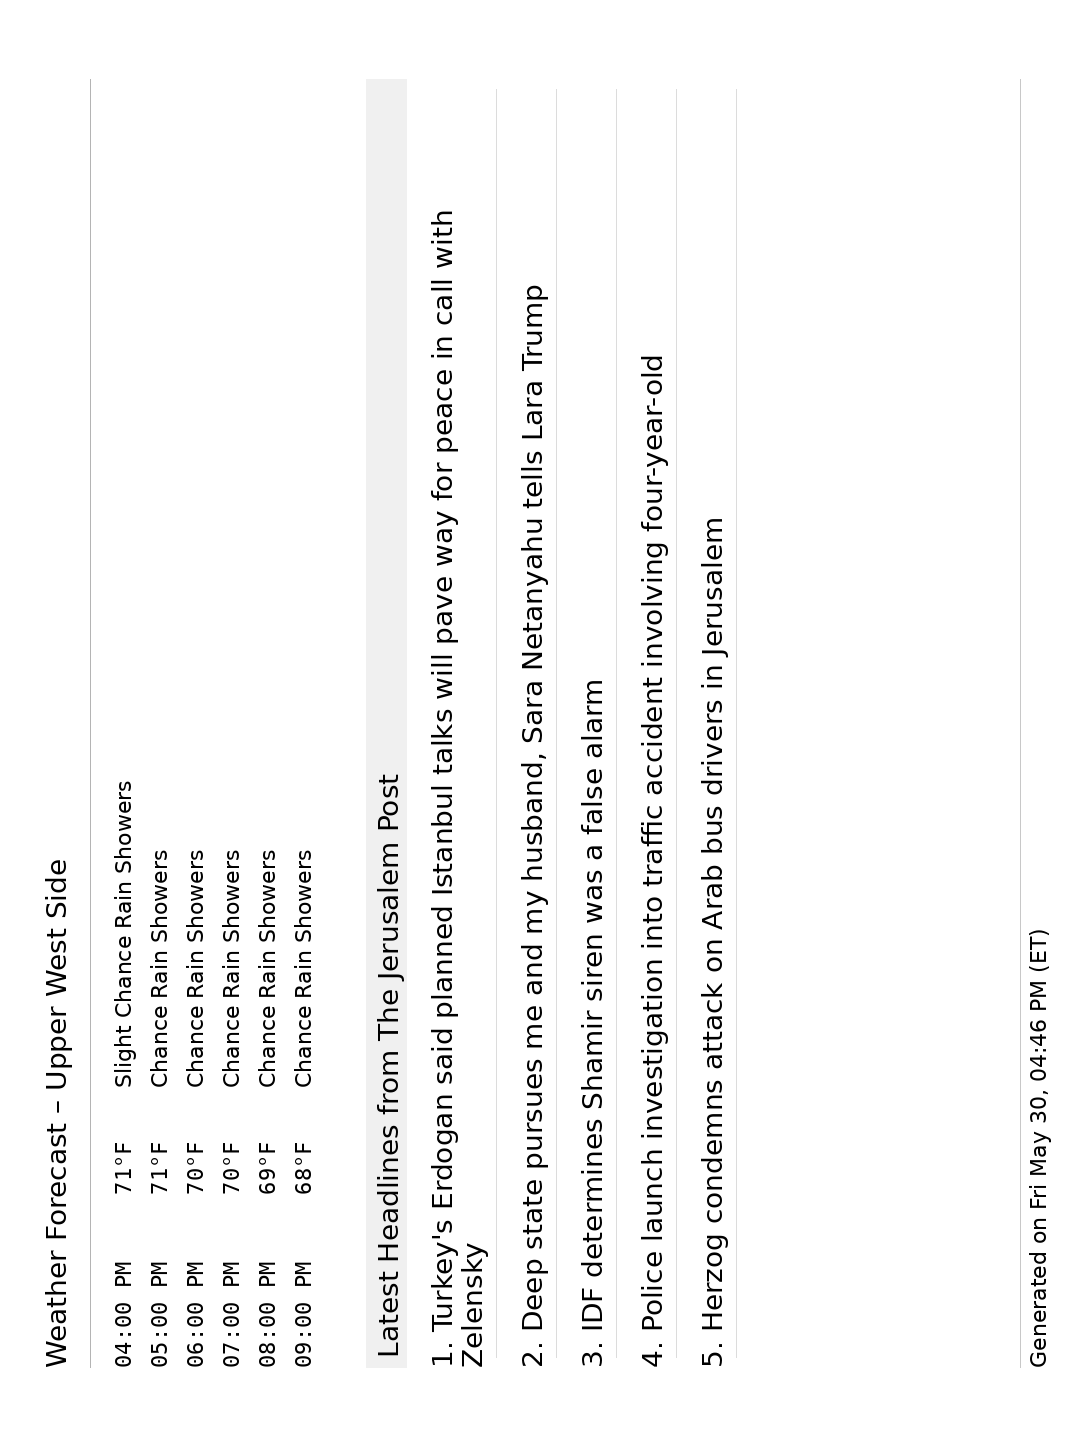 Weather Forecast – Upper West Side
04:00 PM 71°F Slight Chance Rain Showers
05:00 PM 71°F Chance Rain Showers
06:00 PM 70°F Chance Rain Showers
07:00 PM 70°F Chance Rain Showers
08:00 PM 69°F Chance Rain Showers
09:00 PM 68°F Chance Rain Showers
Latest Headlines from The Jerusalem Post
1. Turkey's Erdogan said planned Istanbul talks will pave way for peace in call with
Zelensky
2. Deep state pursues me and my husband, Sara Netanyahu tells Lara Trump
3. IDF determines Shamir siren was a false alarm
4. Police launch investigation into traffic accident involving four-year-old
5. Herzog condemns attack on Arab bus drivers in Jerusalem
Generated on Fri May 30, 04:46 PM (ET)